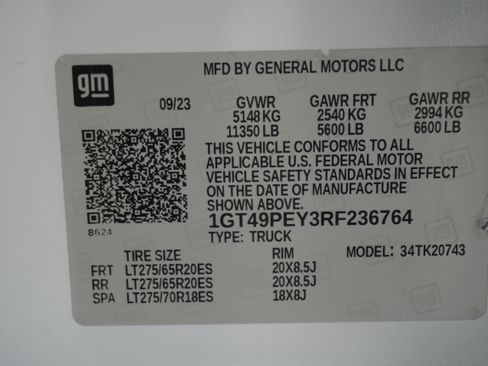 gm
MFD BY GENERAL MOTORS LLC
09/23 GVWR GAWR FRT GAWR RR
5148 KG 2540 KG 2994 KG
11350 LB 5600 LB 6600 LB
THIS VEHICLE CONFORMS TO ALL
APPLICABLE U.S. FEDERAL MOTOR
VEHICLE SAFETY STANDARDS IN EFFECT
ON THE DATE OF MANUFACTURE
SHOWN ABOVE.
8624
1GT49PEY3RF236764
TYPE: TRUCK
MODEL: 34TK20743
TIRE SIZE RIM
FRT LT275/65R20ES 20X8.5J
RR LT275/65R20ES 20X8.5J
SPA LT275/70R18ES 18X8J